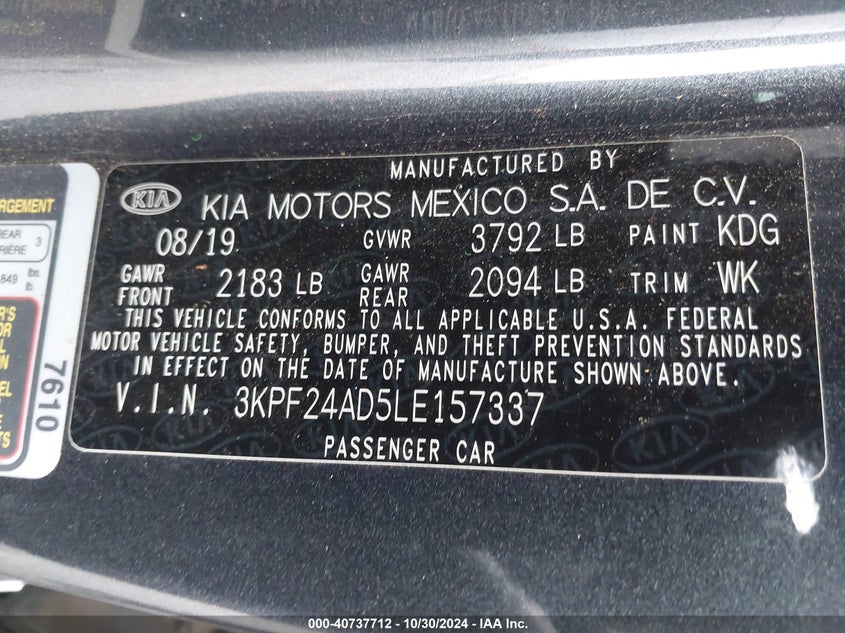 MANUFACTURED BY
KIA KIA MOTORS MEXICO S.A. DE C.V.
08/19 GVWR 3792 LB PAINT KDG
GAWR FRONT 2183 LB GAWR REAR 2094 LB TRIM WK
THIS VEHICLE CONFORMS TO ALL APPLICABLE U.S.A. FEDERAL
MOTOR VEHICLE SAFETY, BUMPER, AND THEFT PREVENTION STANDARDS
IN EFFECT ON THE DATE OF MANUFACTURE SHOWN ABOVE.
V.I.N. 3KPF24AD5LE157337
PASSENGER CAR
7610
000-40737712 - 10/30/2024 - IAA Inc.